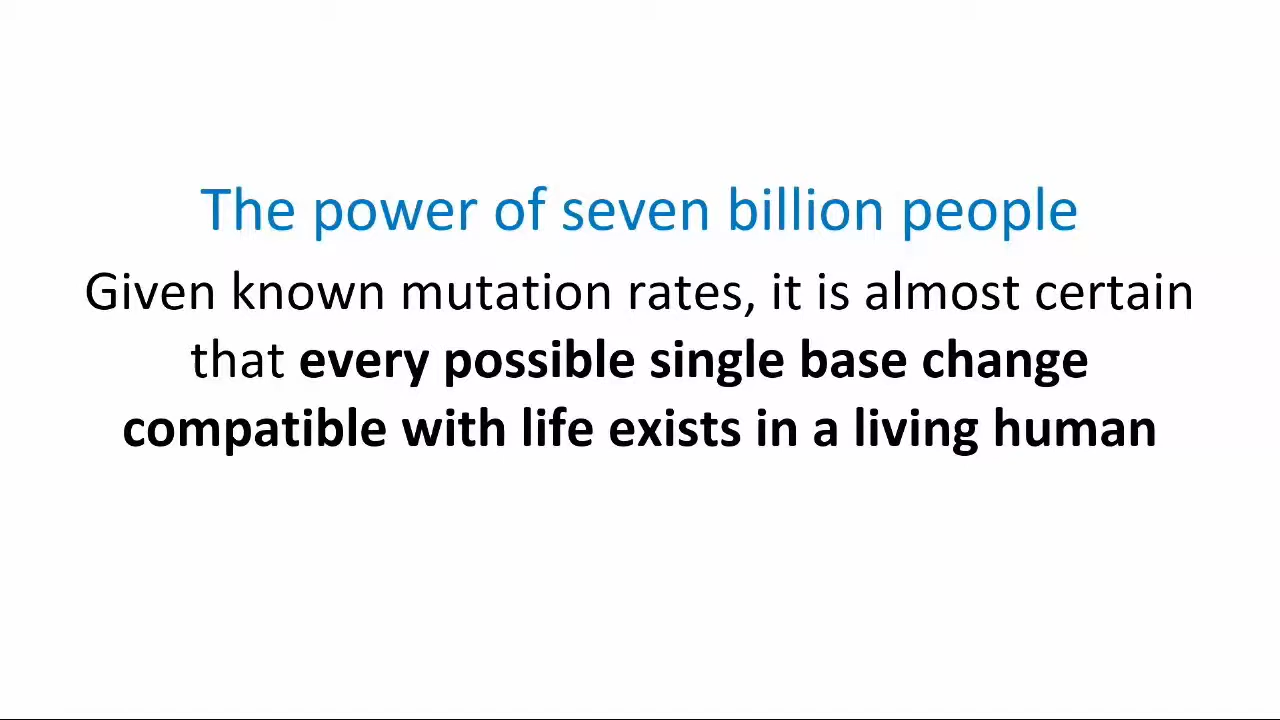 The power of seven billion people
Given known mutation rates, it is almost certain
that every possible single base change
compatible with life exists in a living human